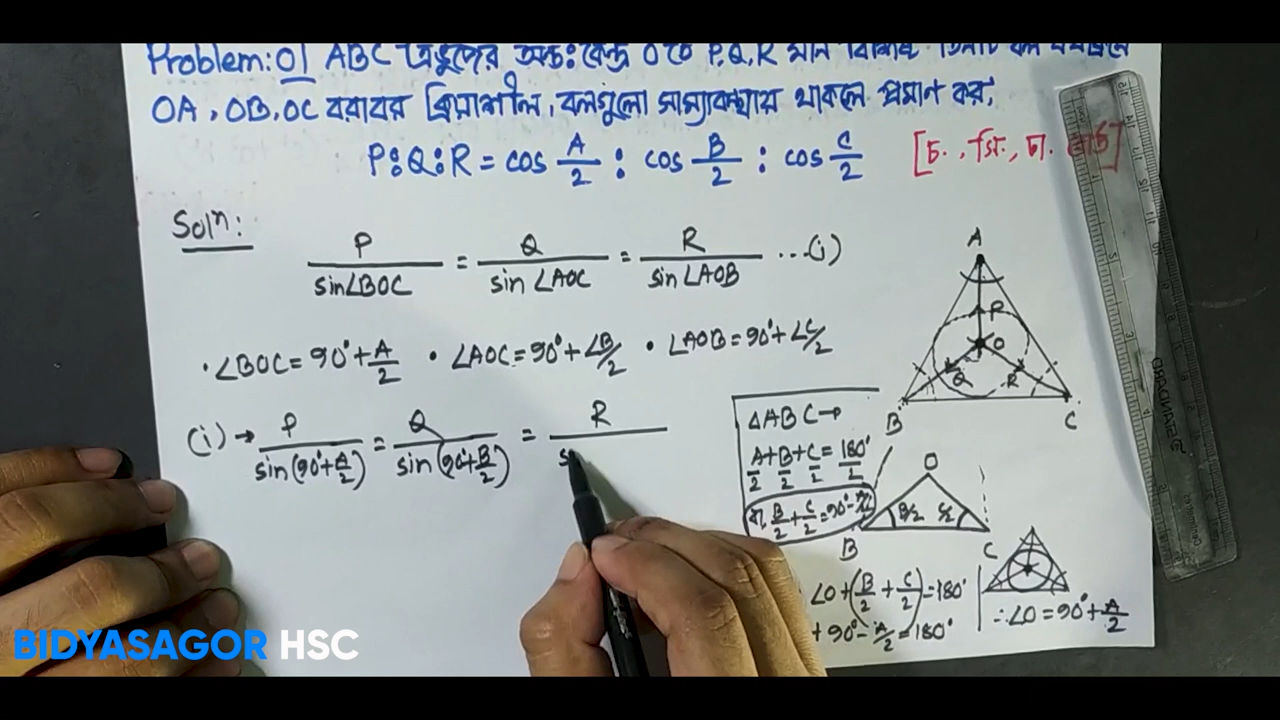 Problem: 01 ABC ত্রিভুজের অন্তঃকেন্দ্র O তে P, Q, R মান বিশিষ্ট তিনটি বল যথাক্রমে
OA, OB, OC বরাবর ক্রিয়াশীল, বলগুলো সাম্যাবস্থায় থাকলে প্রমাণ কর,
P:Q:R = cos A/2 : cos B/2 : cos C/2
[চ., সি., ঢা. বোর্ড]
Solⁿ:
P/sin∠BOC = Q/sin ∠AOC = R/sin ∠AOB ...(i)
· ∠BOC = 90° + A/2 · ∠AOC = 90° + ∠B/2 · ∠AOB = 90° + ∠C/2
(i) → P/sin(90°+A/2) = Q/sin(90°+B/2) = R/s
A
P
O
Q R
B C
ΔABC →
A/2 + B/2 + C/2 = 180°/2
বা, B/2 + C/2 = 90° - A/2
O
B/2 C/2
B C
∠O + (B/2 + C/2) = 180°
+ 90° - A/2 = 180°
∴ ∠O = 90° + A/2
BIDYASAGOR HSC